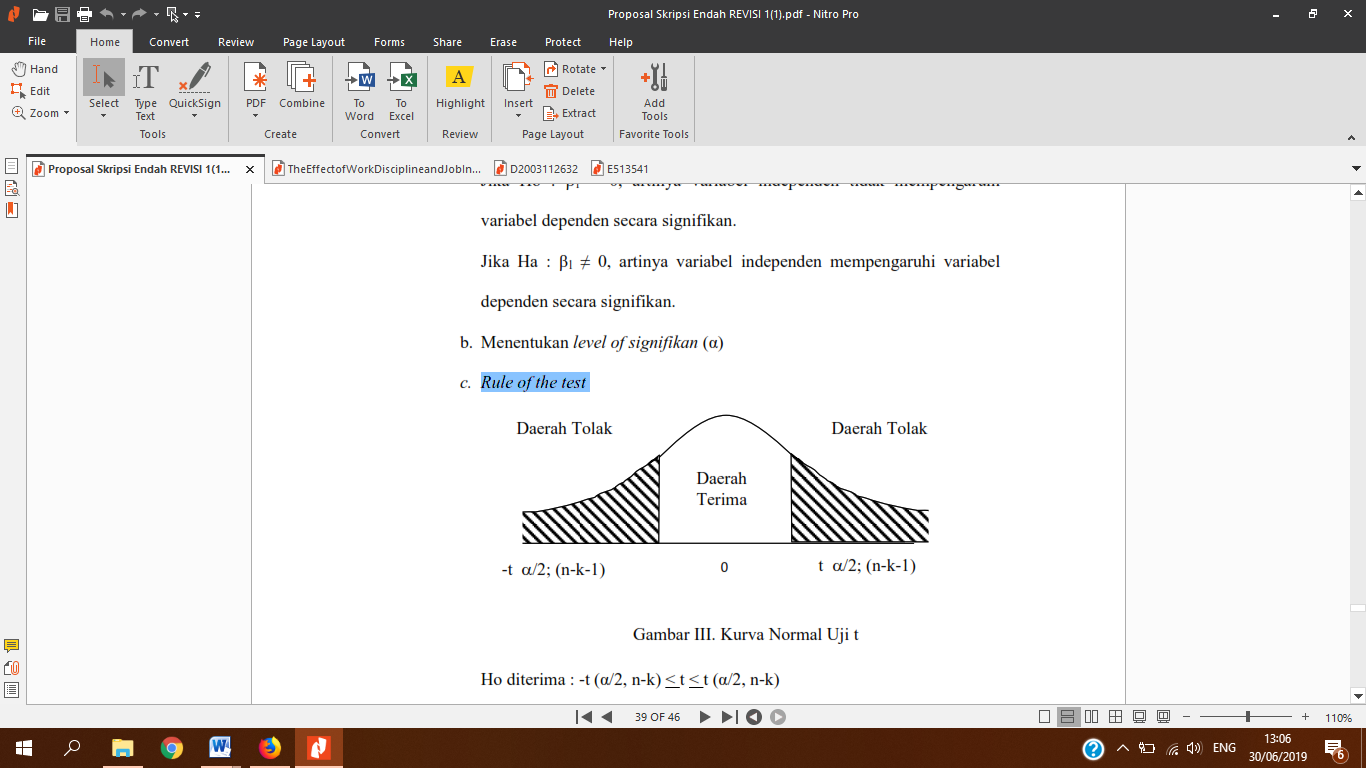 Proposal Skripsi Endah REVISI 1(1).pdf - Nitro Pro
File Home Convert Review Page Layout Forms Share Erase Protect Help
Hand
Edit
Zoom
Select
Type Text
QuickSign
Tools
PDF
Combine
Create
To Word
To Excel
Convert
A
Highlight
Review
Insert
Rotate
Delete
Extract
Page Layout
Add Tools
Favorite Tools
Proposal Skripsi Endah REVISI 1(1... TheEffectofWorkDisciplineandJobIn... D2003112632 E513541
variabel dependen secara signifikan.
Jika Ha : β1 ≠ 0, artinya variabel independen mempengaruhi variabel
dependen secara signifikan.
b. Menentukan level of signifikan (α)
c. Rule of the test
Daerah Tolak Daerah Tolak
Daerah
Terima
-t α/2; (n-k-1) 0 t α/2; (n-k-1)
Gambar III. Kurva Normal Uji t
Ho diterima : -t (α/2, n-k) < t < t (α/2, n-k)
39 OF 46
110%
ENG
13:06
30/06/2019
6